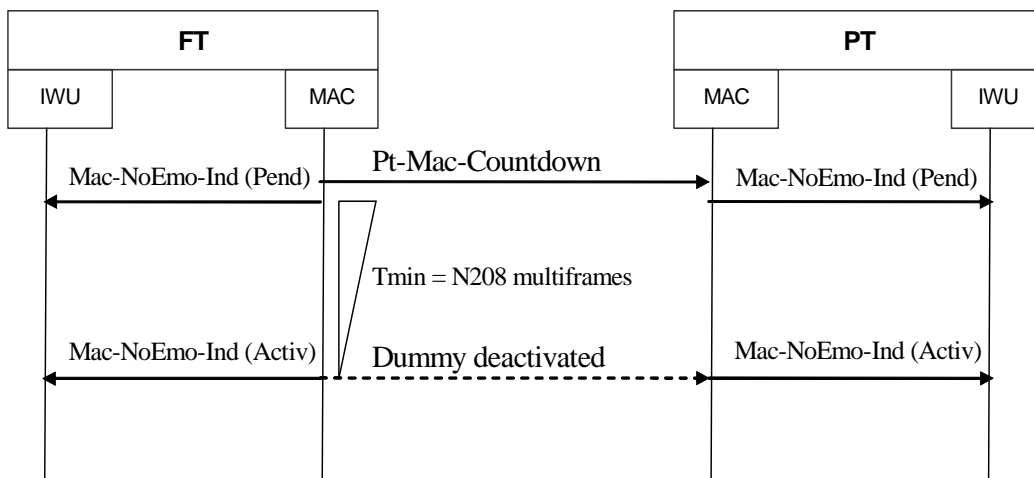 FT
PT
IWU
MAC
MAC
IWU
Pt-Mac-Countdown
Mac-NoEmo-Ind (Pend)
Mac-NoEmo-Ind (Pend)
Tmin = N208 multiframes
Mac-NoEmo-Ind (Activ)
Dummy deactivated
Mac-NoEmo-Ind (Activ)